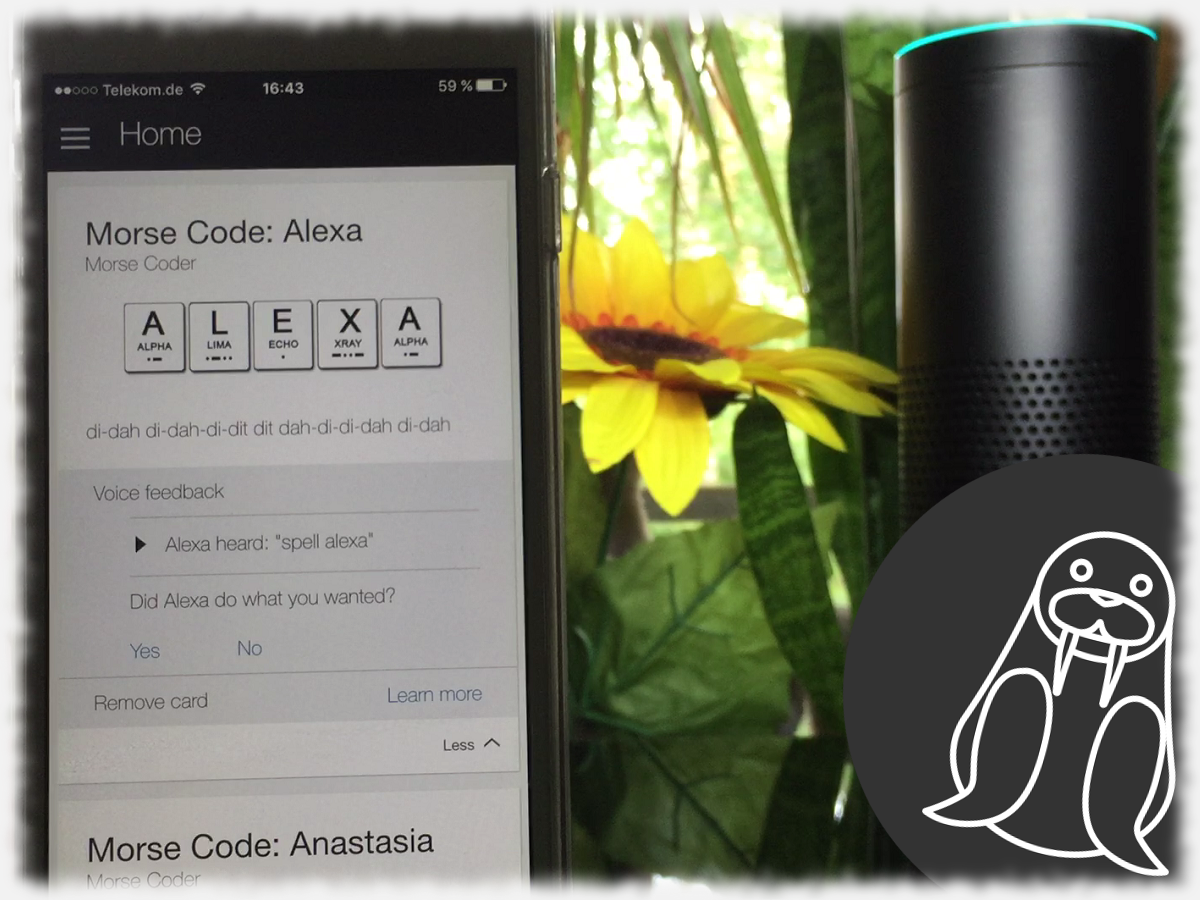 Telekom.de 16:43 59 %
Home
Morse Code: Alexa
Morse Coder
A L E X A
ALPHA LIMA ECHO XRAY ALPHA
·– ·–·· · –··– ·–
di-dah di-dah-di-dit dit dah-di-di-dah di-dah
Voice feedback
Alexa heard: "spell alexa"
Did Alexa do what you wanted?
Yes No
Remove card Learn more
Less
Morse Code: Anastasia
Morse Coder